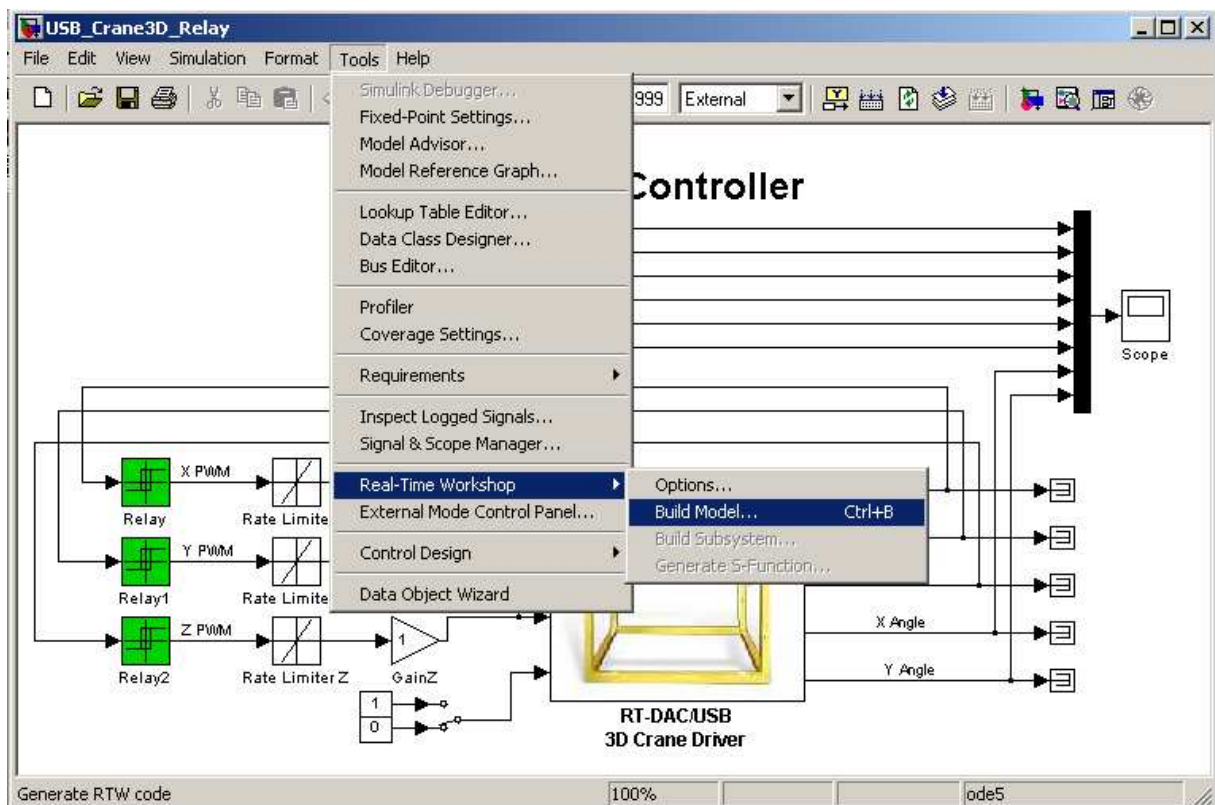 USB_Crane3D_Relay
File Edit View Simulation Format Tools Help
999 External
Simulink Debugger...
Fixed-Point Settings...
Model Advisor...
Model Reference Graph...
Lookup Table Editor...
Data Class Designer...
Bus Editor...
Profiler
Coverage Settings...
Requirements
Inspect Logged Signals...
Signal & Scope Manager...
Real-Time Workshop
External Mode Control Panel...
Control Design
Data Object Wizard
Options...
Build Model... Ctrl+B
Build Subsystem...
Generate S-Function...
Controller
Scope
X PWM
Relay Rate Limite
Y PWM
Relay1 Rate Limite
Z PWM
1
Relay2 Rate Limiter Z GainZ
1
0
X Angle
Y Angle
RT-DAC/USB
3D Crane Driver
Generate RTW code 100% ode5